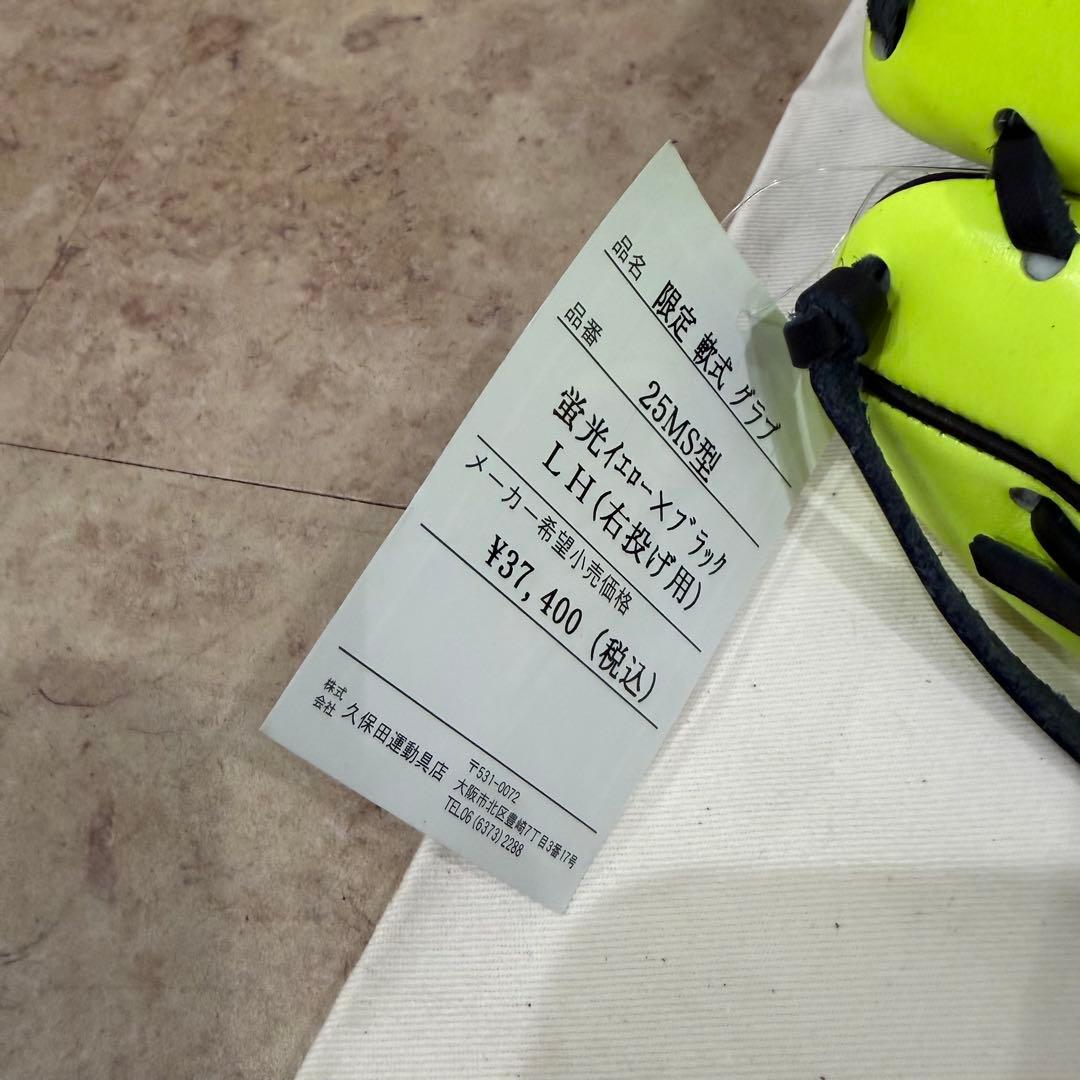 品名 限定 軟式 グラブ
品番 25MS型
蛍光イエロー×ブラック
LH(右投げ用)
メーカー希望小売価格
¥37,400 (税込)
株式会社 久保田運動具店
〒531-0072
大阪市北区豊崎7丁目3番17号
TEL06(6373)2288